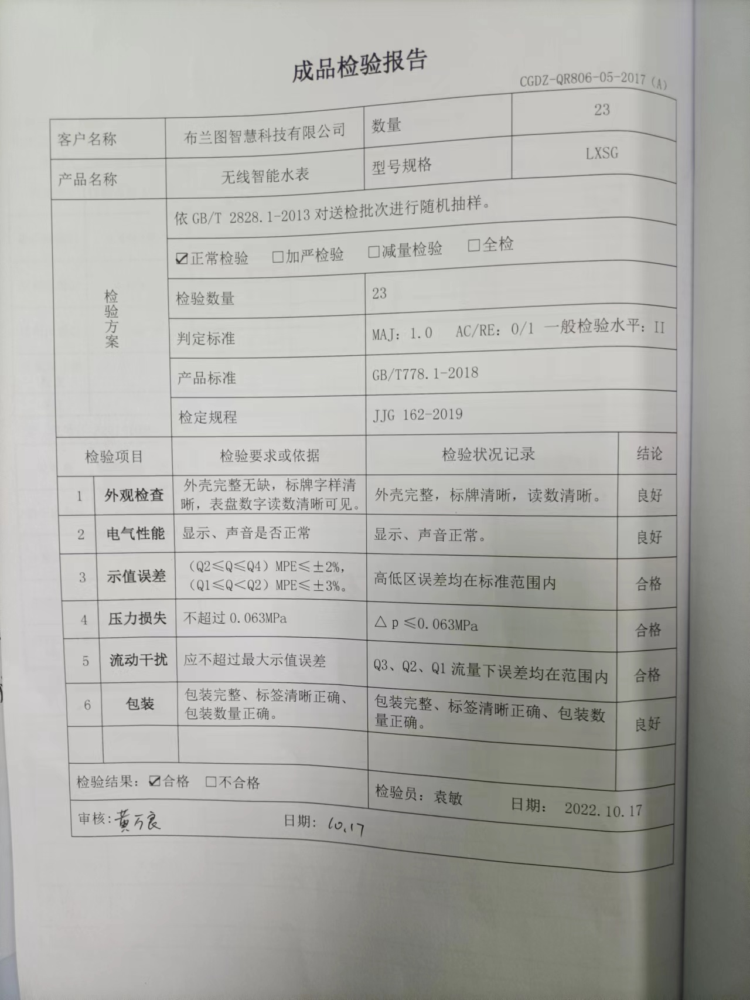 成品检验报告
CGDZ-QR806-05-2017（A）
客户名称 布兰图智慧科技有限公司 数量 23
产品名称 无线智能水表 型号规格 LXSG
检验方案
依 GB/T 2828.1-2013 对送检批次进行随机抽样。
☑正常检验 □加严检验 □减量检验 □全检
检验数量 23
判定标准 MAJ：1.0 AC/RE：0/1 一般检验水平：II
产品标准 GB/T778.1-2018
检定规程 JJG 162-2019
检验项目 检验要求或依据 检验状况记录 结论
1 外观检查 外壳完整无缺，标牌字样清
晰，表盘数字读数清晰可见。 外壳完整，标牌清晰，读数清晰。 良好
2 电气性能 显示、声音是否正常 显示、声音正常。 良好
3 示值误差 （Q2≤Q≤Q4）MPE≤±2%，
（Q1≤Q＜Q2）MPE≤±3%。 高低区误差均在标准范围内 合格
4 压力损失 不超过 0.063MPa △p≤0.063MPa 合格
5 流动干扰 应不超过最大示值误差 Q3、Q2、Q1 流量下误差均在范围内 合格
6 包装 包装完整、标签清晰正确、
包装数量正确。 包装完整、标签清晰正确、包装数
量正确。 良好
检验结果：☑合格 □不合格 检验员：袁敏 日期： 2022.10.17
审核：黄万良 日期：10.17